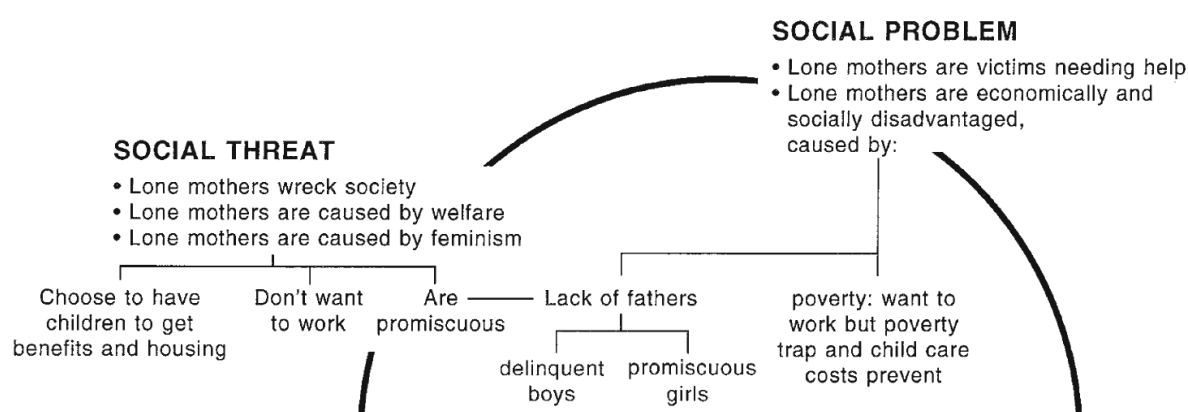 SOCIAL PROBLEM
• Lone mothers are victims needing help
• Lone mothers are economically and
socially disadvantaged,
caused by:
SOCIAL THREAT
• Lone mothers wreck society
• Lone mothers are caused by welfare
• Lone mothers are caused by feminism
Choose to have
children to get
benefits and housing
Don't want
to work
Are
promiscuous
Lack of fathers
delinquent
boys
promiscuous
girls
poverty: want to
work but poverty
trap and child care
costs prevent